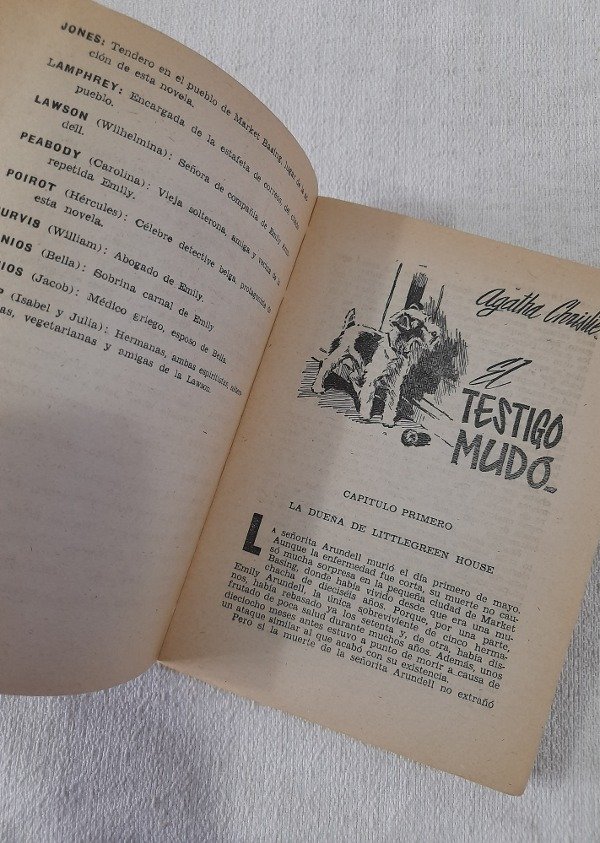 JONES: Tendero en el pueblo de Market Basing, lugar de
ción de esta novela.
LAMPHREY: Encargada de la estafeta de correos, de
pueblo.
LAWSON (Wilhelmina): Señora de compañía de Emily
dell.
PEABODY (Carolina): Vieja solterona, amiga y vecina de la
repetida Emily.
POIROT (Hércules): Célebre detective belga, protagonista de
esta novela.
URVIS (William): Abogado de Emily.
NIOS (Bella): Sobrina carnal de Emily
IOS (Jacob): Médico griego, esposo de Bella.
P (Isabel y Julia): Hermanas, ambas espiritistas,
as, vegetarianas y amigas de la Lawson.
Agatha Christie
El
TESTIGO
MUDO
CAPITULO PRIMERO
LA DUEÑA DE LITTLEGREEN HOUSE
LA señorita Arundell murió el día primero de mayo.
Aunque la enfermedad fue corta, su muerte no cau-
só mucha sorpresa en la pequeña ciudad de Market
Basing, donde había vivido desde que era una mu-
chacha de dieciséis años. Porque, por una parte,
Emily Arundell, la única sobreviviente de cinco herma-
nos, había rebasado ya los setenta y, de otra, había dis-
frutado de poca salud durante muchos años. Además, unos
dieciocho meses antes estuvo a punto de morir a causa de
un ataque similar al que acabó con su existencia.
Pero si la muerte de la señorita Arundell no extrañó